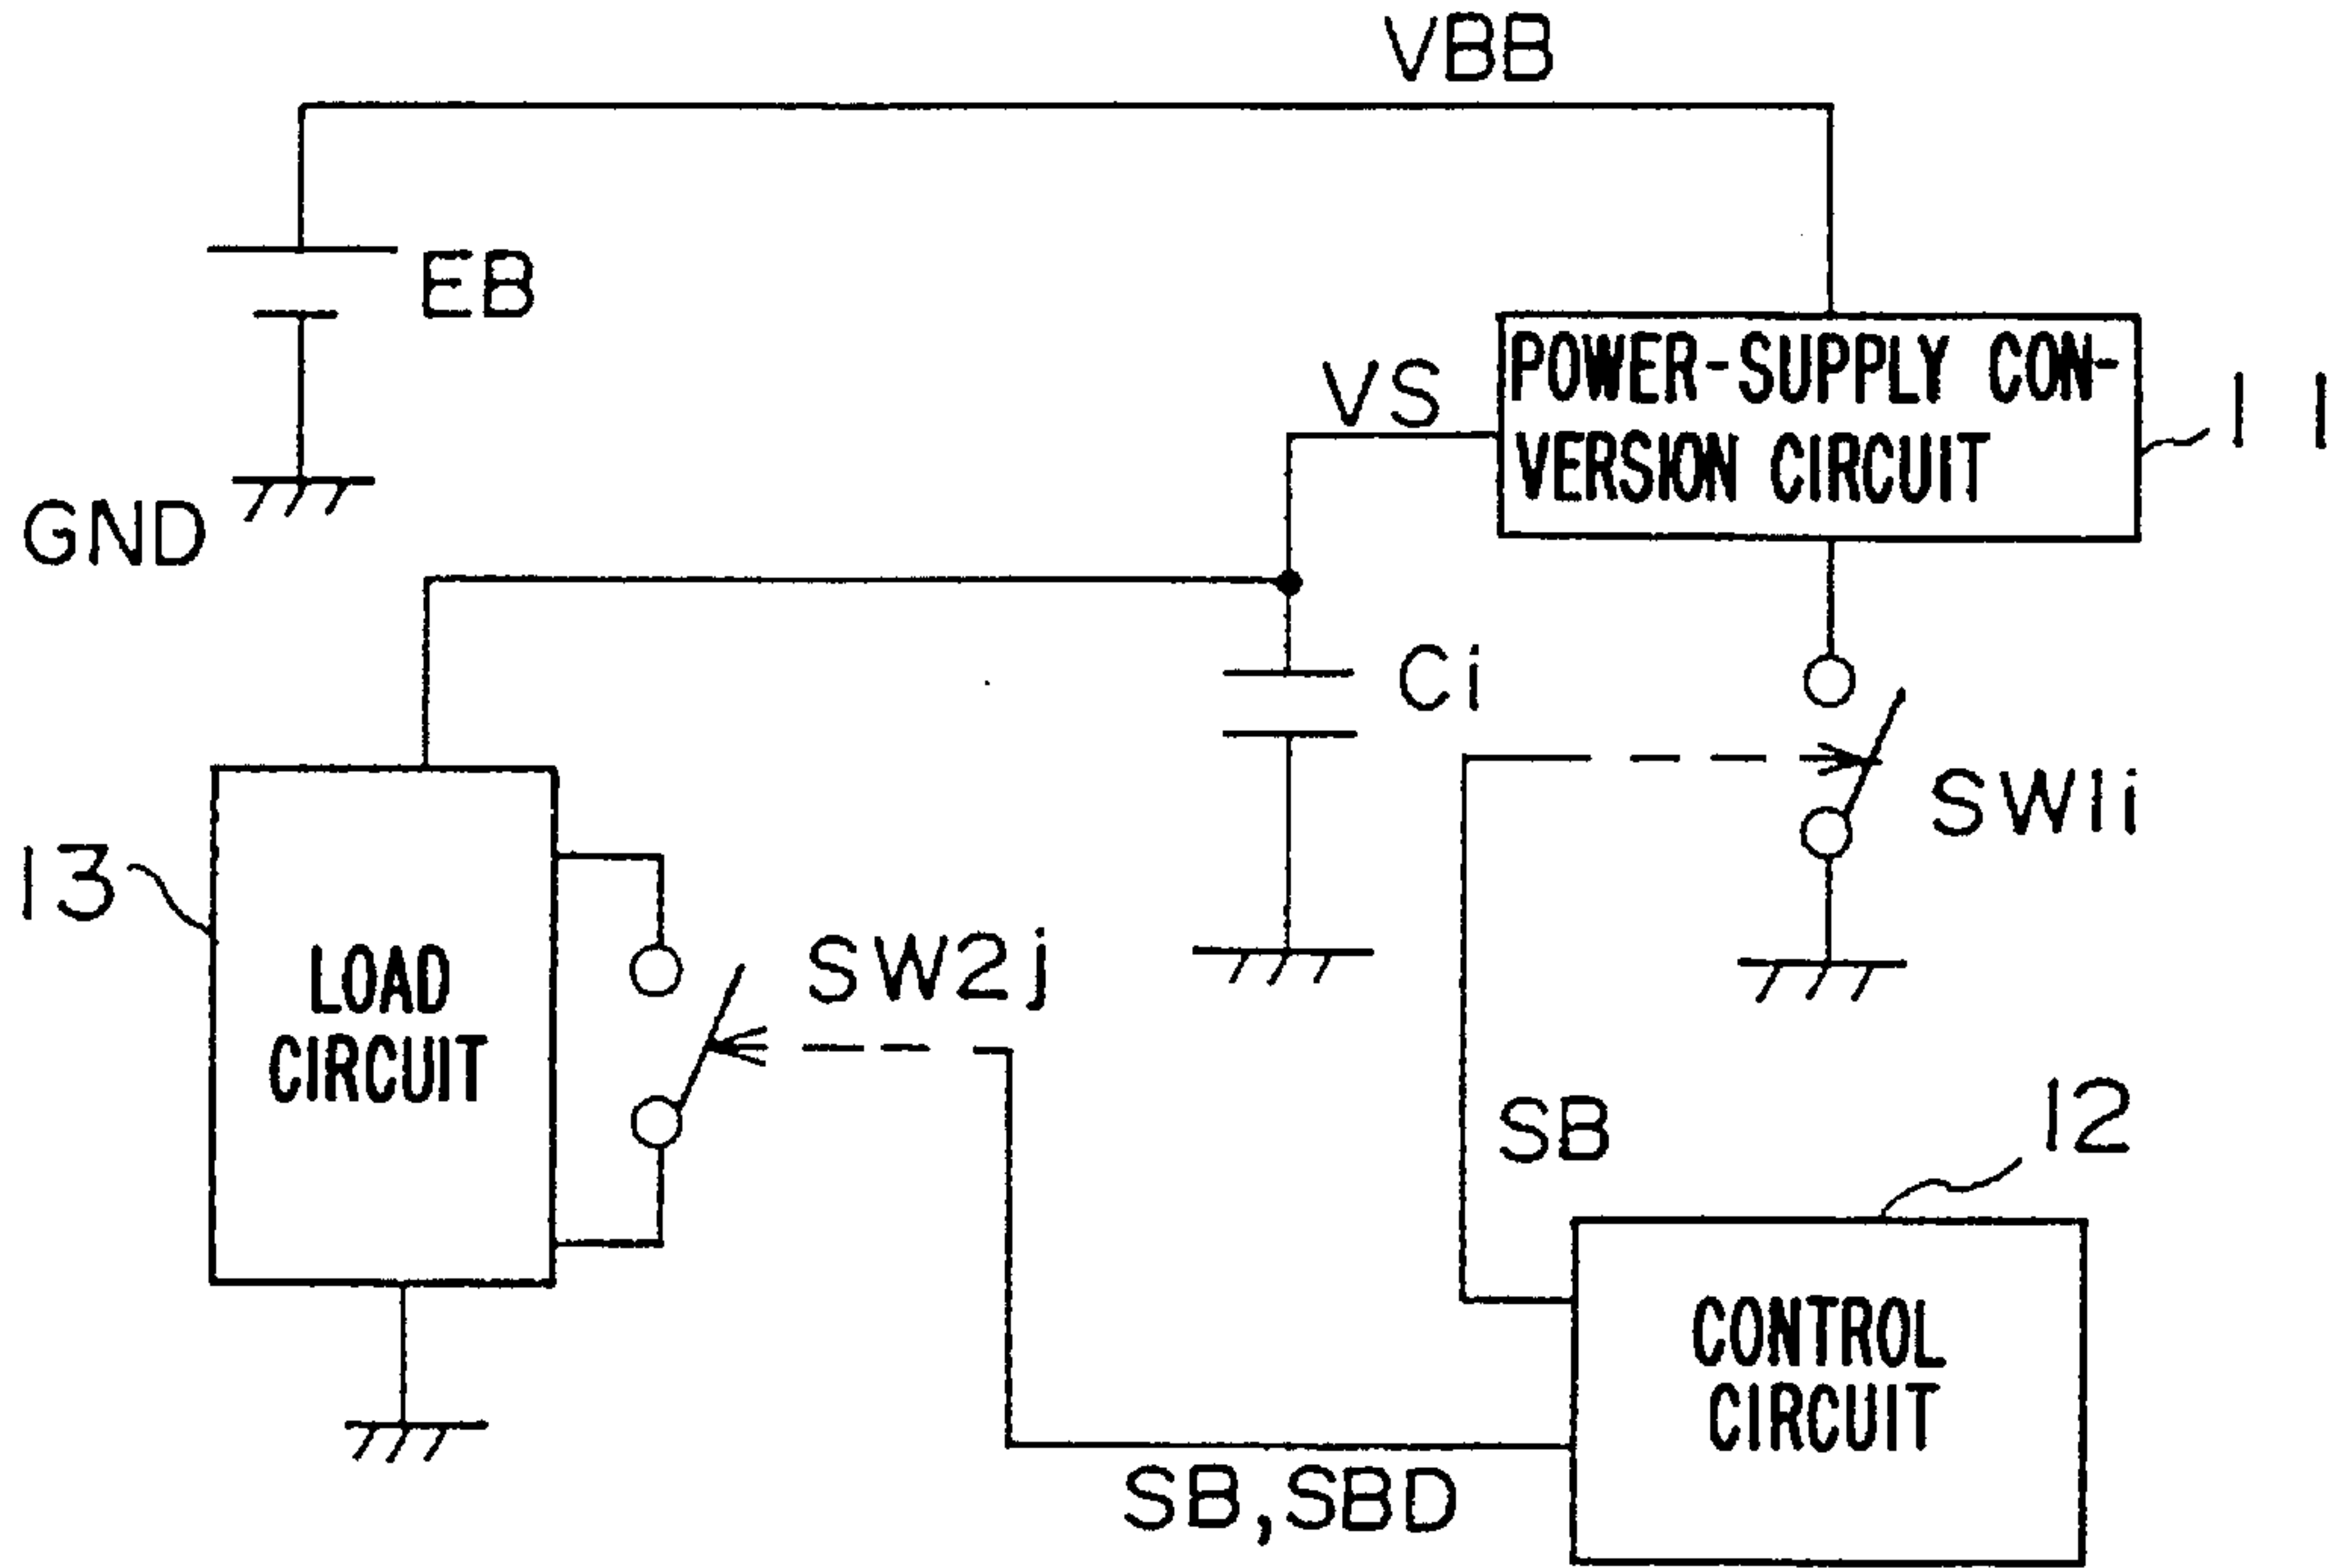 VBB
EB
GND
VS
POWER-SUPPLY CON-
VERSION CIRCUIT
11
Ci
SW1i
13
LOAD
CIRCUIT
SW2j
SB
12
CONTROL
CIRCUIT
SB,SBD